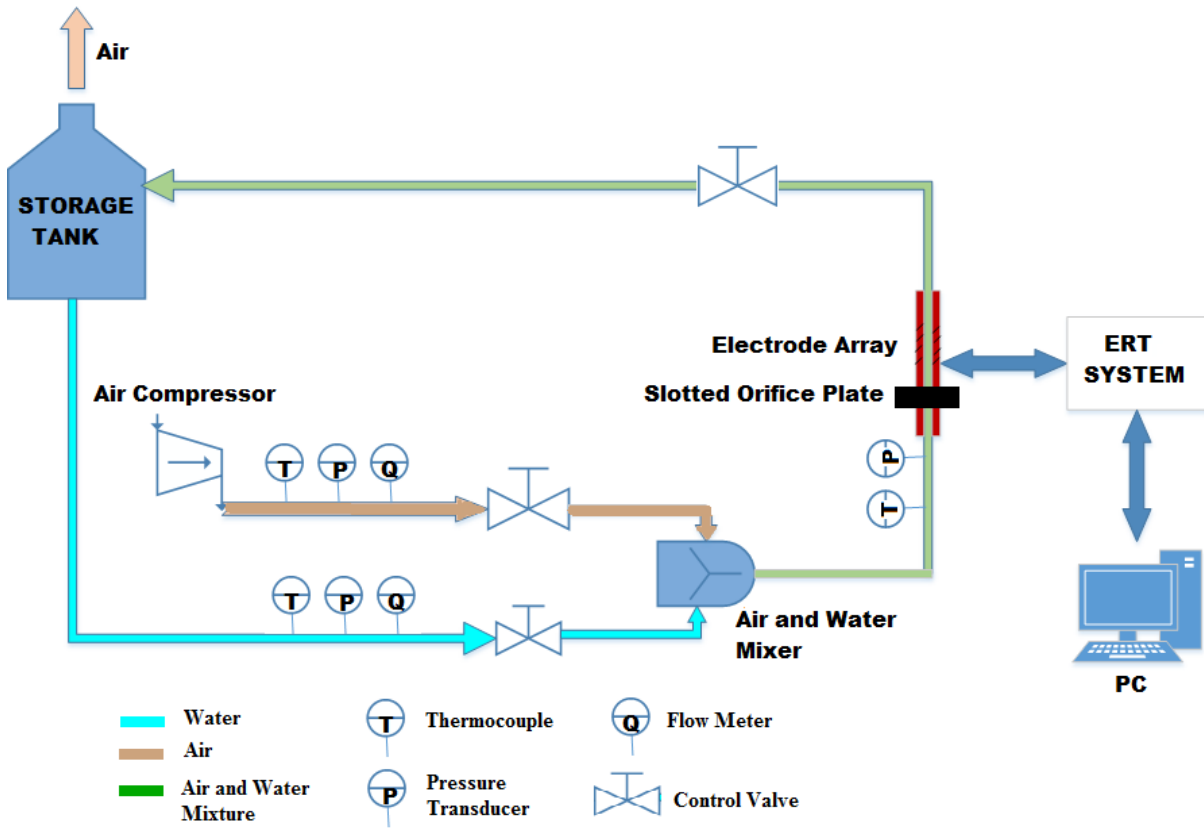 Air
STORAGE
TANK
Electrode Array
ERT
SYSTEM
Slotted Orifice Plate
Air Compressor
T
P
Q
P
T
T
P
Q
Air and Water
Mixer
PC
Water
Air
Air and Water
Mixture
T
Thermocouple
P
Pressure
Transducer
Q
Flow Meter
Control Valve